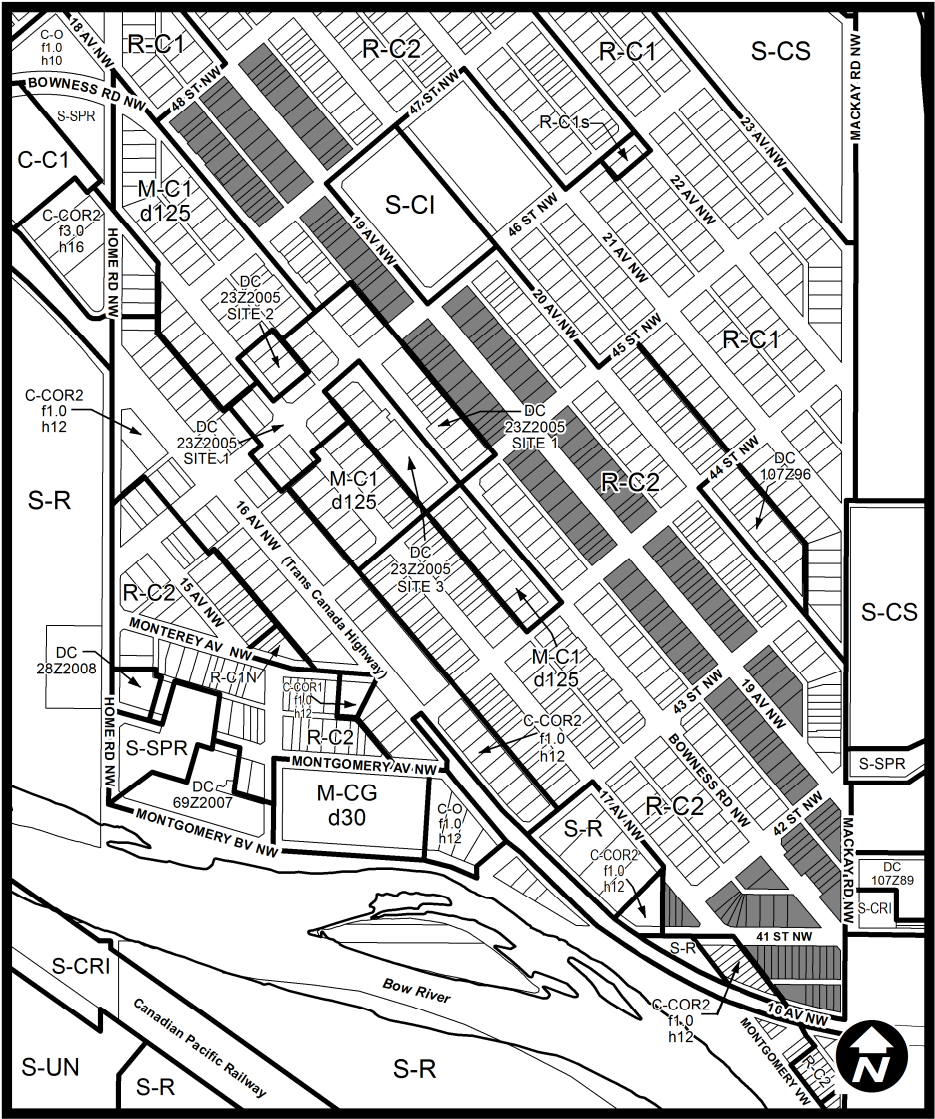 18 AV NW
C-O
f1.0
h10
R-C1
R-C2
R-C1
S-CS
MACKAY RD NW
BOWNESS RD NW
48 ST NW
47 ST NW
S-SPR
R-C1s
23 AV NW
C-C1
M-C1
d125
S-CI
22 AV NW
C-COR2
f3.0
h16
HOME RD NW
19 AV NW
46 ST NW
21 AV NW
DC
23Z2005
SITE 2
20 AV NW
45 ST NW
R-C1
C-COR2
f1.0
h12
DC
23Z2005
SITE 1
DC
23Z2005
SITE 1
44 ST NW
DC
107Z96
S-R
M-C1
d125
R-C2
16 AV NW (Trans Canada Highway)
DC
23Z2005
SITE 3
R-C2
15 AV NW
S-CS
MONTEREY AV NW
DC
28Z2008
R-C1N
M-C1
d125
C-COR1
f1.0
h12
43 ST NW
19 AV NW
HOME RD NW
S-SPR
R-C2
C-COR2
f1.0
h12
BOWNESS RD NW
S-SPR
MONTGOMERY AV NW
DC
69Z2007
M-CG
d30
C-O
f1.0
h12
17 AV NW
R-C2
42 ST NW
MONTGOMERY BV NW
S-R
C-COR2
f1.0
h12
MACKAY RD NW
DC
107Z89
S-CRI
41 ST NW
S-R
S-CRI
Bow River
C-COR2
f1.0
h12
16 AV NW
Canadian Pacific Railway
MONTGOMERY VW
R-C2
S-UN
S-R
S-R
N